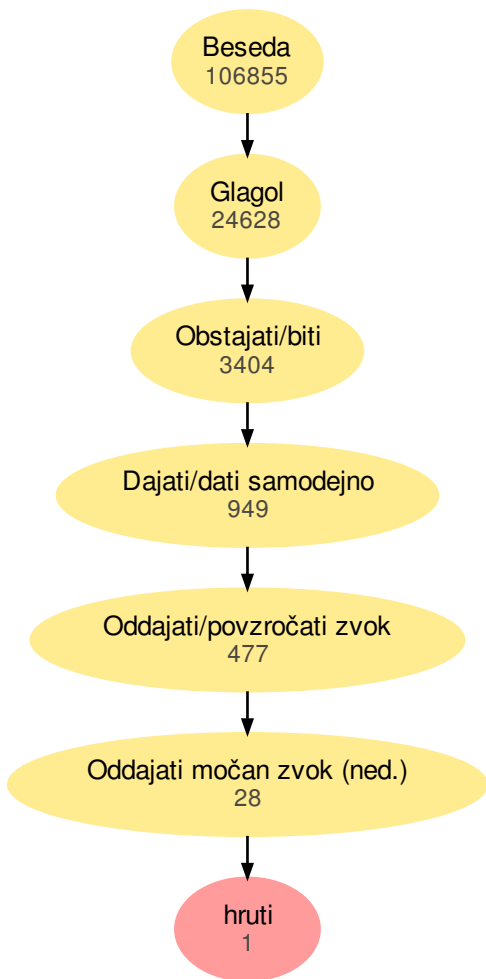 Beseda
106855
Glagol
24628
Obstajati/biti
3404
Dajati/dati samodejno
949
Oddajati/povzročati zvok
477
Oddajati močan zvok (ned.)
28
hruti
1